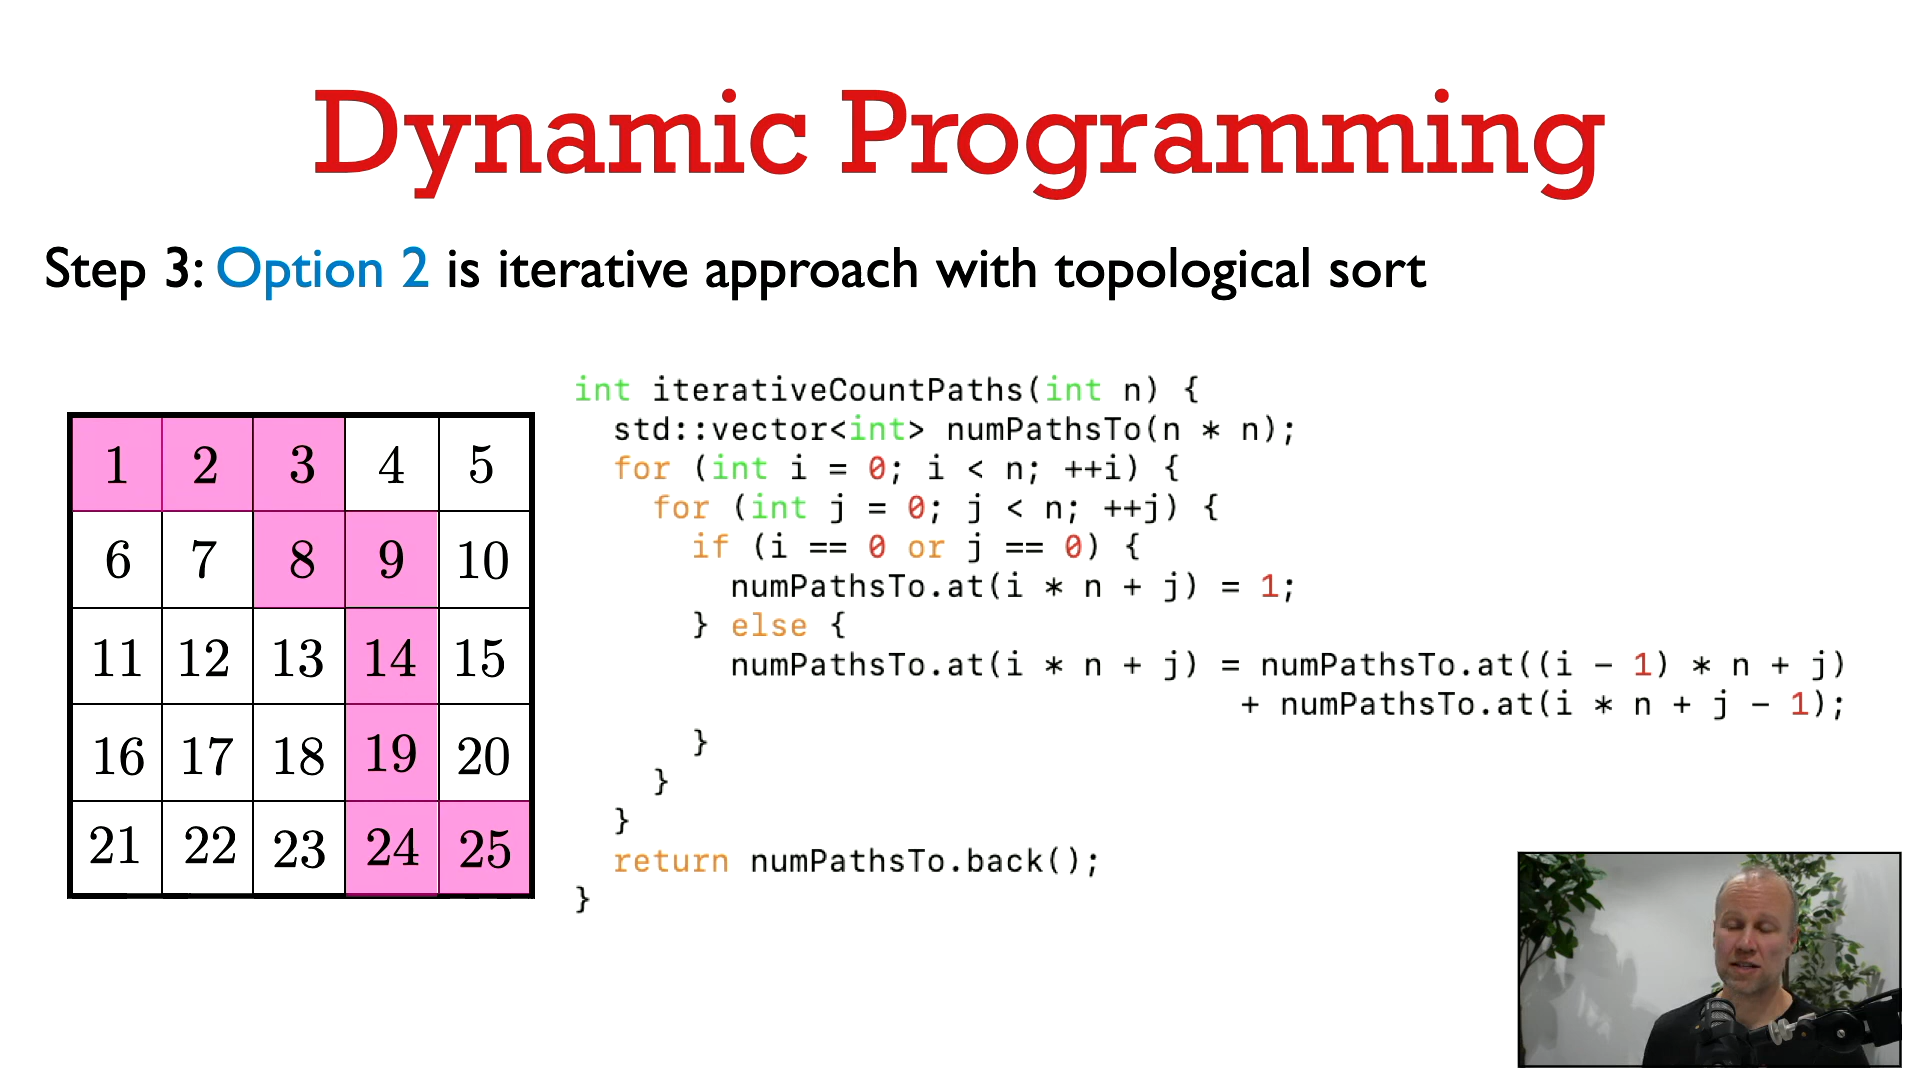 Dynamic Programming
Step 3: Option 2 is iterative approach with topological sort
1 2 3 4 5
6 7 8 9 10
11 12 13 14 15
16 17 18 19 20
21 22 23 24 25
int iterativeCountPaths(int n) {
  std::vector<int> numPathsTo(n * n);
  for (int i = 0; i < n; ++i) {
    for (int j = 0; j < n; ++j) {
      if (i == 0 or j == 0) {
        numPathsTo.at(i * n + j) = 1;
      } else {
        numPathsTo.at(i * n + j) = numPathsTo.at((i - 1) * n + j)
                                  + numPathsTo.at(i * n + j - 1);
      }
    }
  }
  return numPathsTo.back();
}